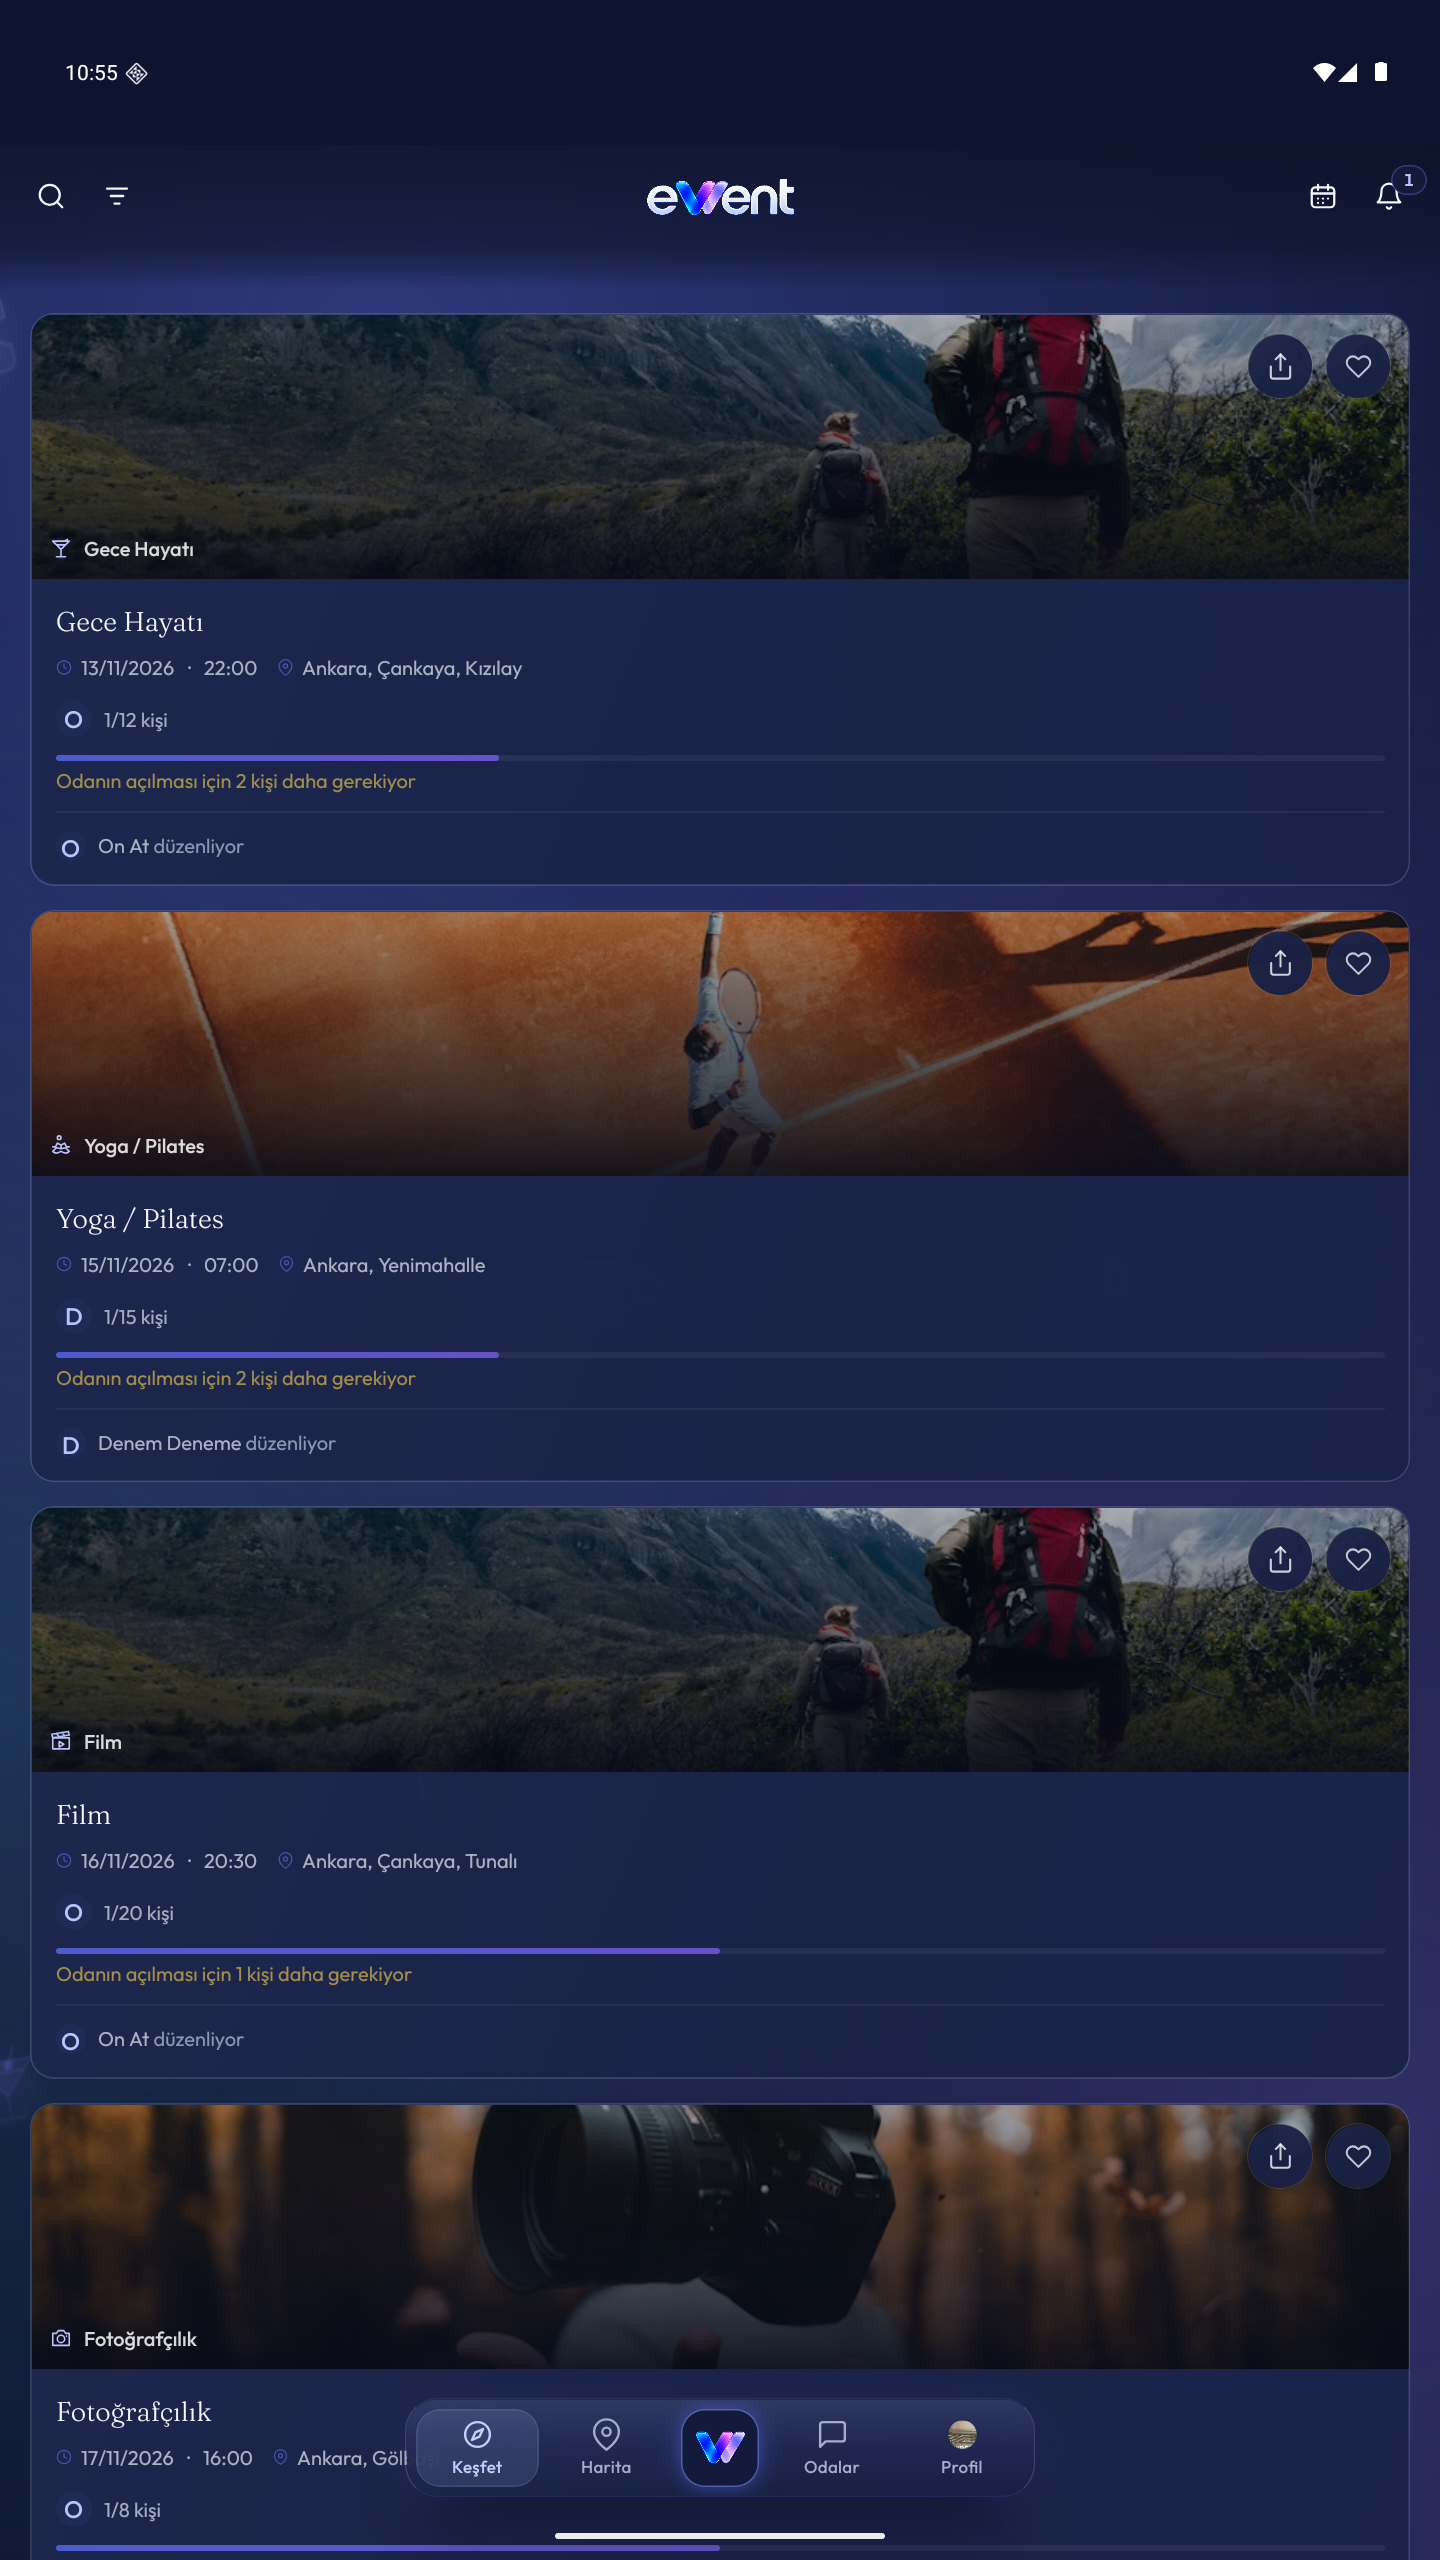 10:55
evvent
1
Gece Hayatı
Gece Hayatı
13/11/2026 · 22:00 Ankara, Çankaya, Kızılay
O 1/12 kişi
Odanın açılması için 2 kişi daha gerekiyor
O On At düzenliyor
Yoga / Pilates
Yoga / Pilates
15/11/2026 · 07:00 Ankara, Yenimahalle
D 1/15 kişi
Odanın açılması için 2 kişi daha gerekiyor
D Denem Deneme düzenliyor
Film
Film
16/11/2026 · 20:30 Ankara, Çankaya, Tunalı
O 1/20 kişi
Odanın açılması için 1 kişi daha gerekiyor
O On At düzenliyor
Fotoğrafçılık
Fotoğrafçılık
17/11/2026 · 16:00 Ankara, Gölbaşı
O 1/8 kişi
Keşfet Harita Odalar Profil